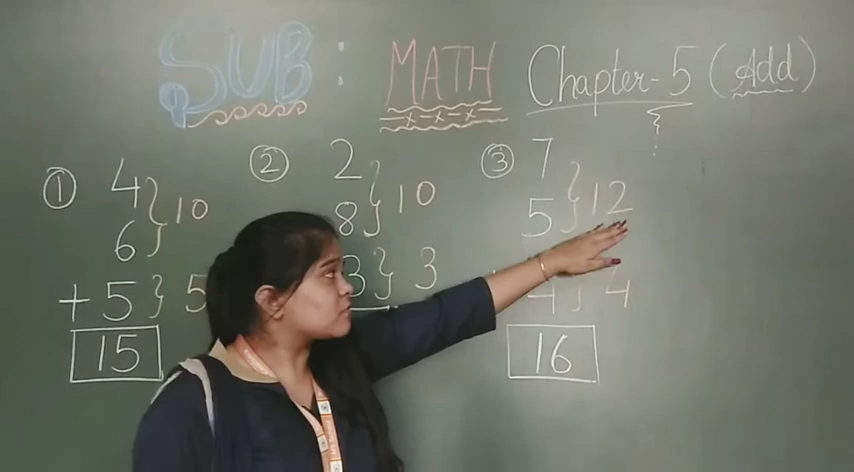 SUB : MATH Chapter-5 (Add)
① 4
6 } 10
+ 5 } 5
15
② 2
8 } 10
3 } 3
③ 7
5 } 12
4 } 4
16